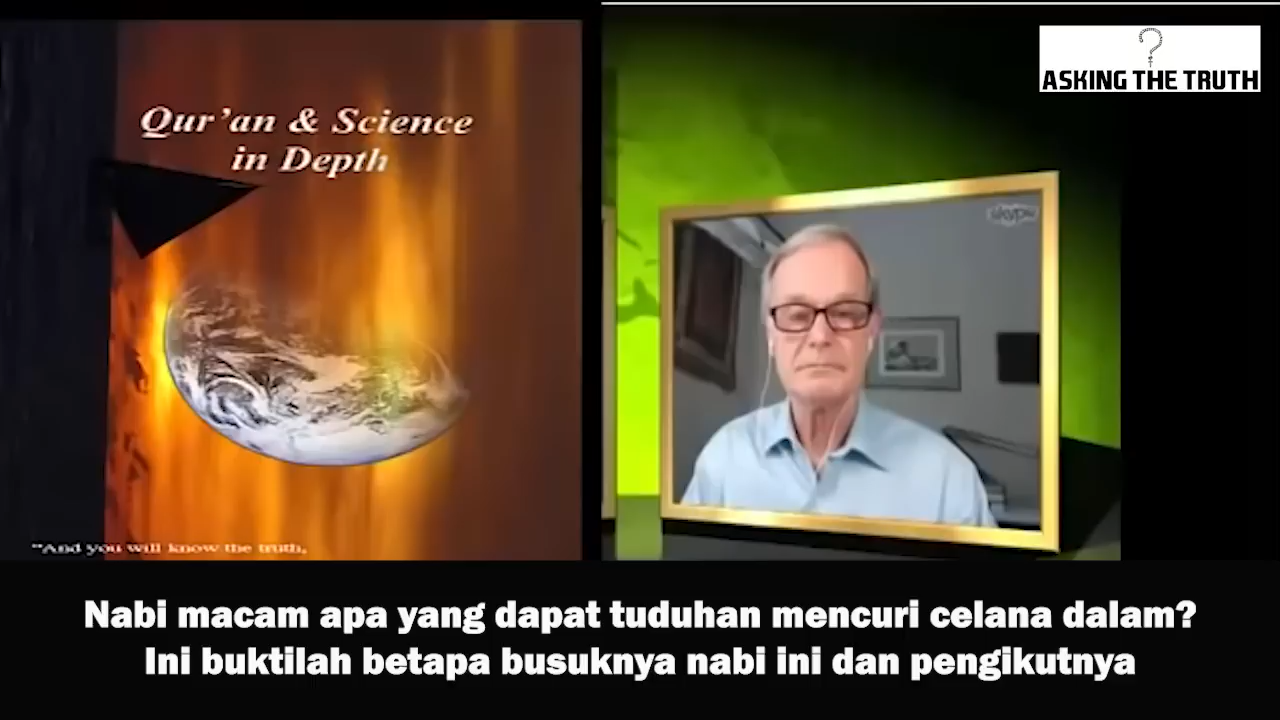 Qur'an & Science
in Depth
"And you will know the truth,
skype
?
ASKING THE TRUTH
Nabi macam apa yang dapat tuduhan mencuri celana dalam?
Ini buktilah betapa busuknya nabi ini dan pengikutnya